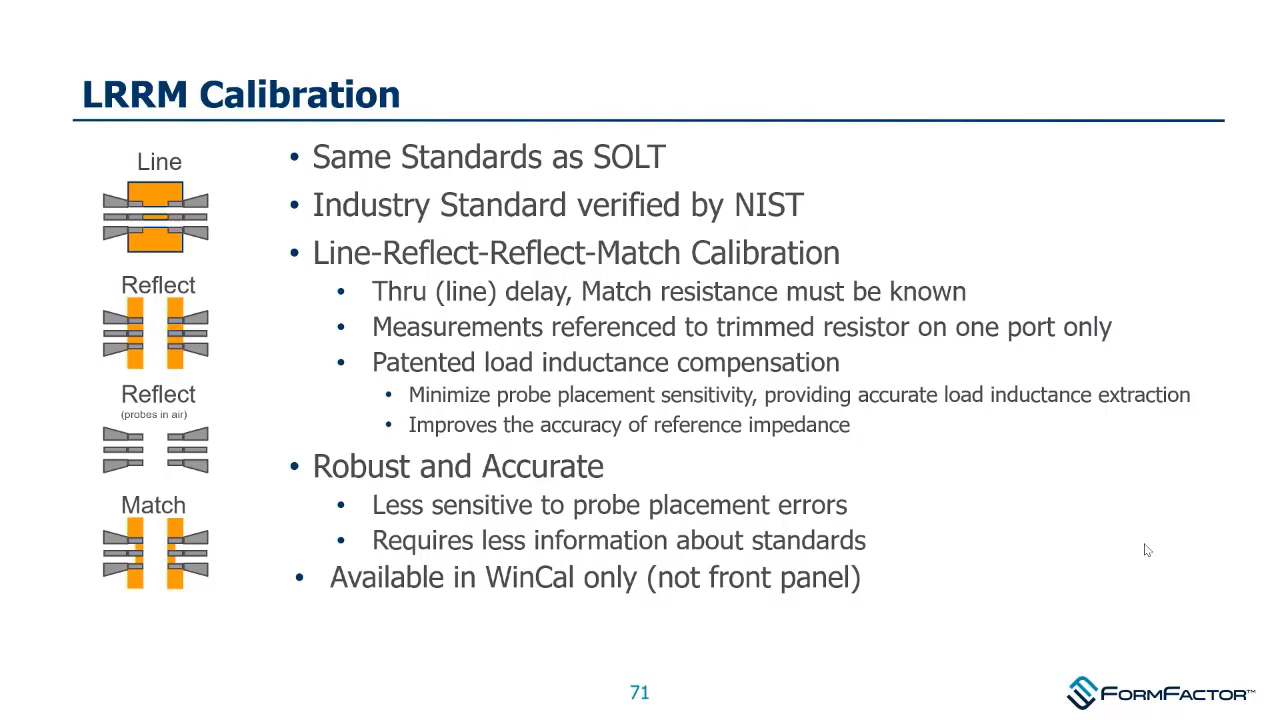 LRRM Calibration
Line
Reflect
Reflect
(probes in air)
Match
• Same Standards as SOLT
• Industry Standard verified by NIST
• Line-Reflect-Reflect-Match Calibration
• Thru (line) delay, Match resistance must be known
• Measurements referenced to trimmed resistor on one port only
• Patented load inductance compensation
• Minimize probe placement sensitivity, providing accurate load inductance extraction
• Improves the accuracy of reference impedance
• Robust and Accurate
• Less sensitive to probe placement errors
• Requires less information about standards
• Available in WinCal only (not front panel)
71
FORMFACTOR™